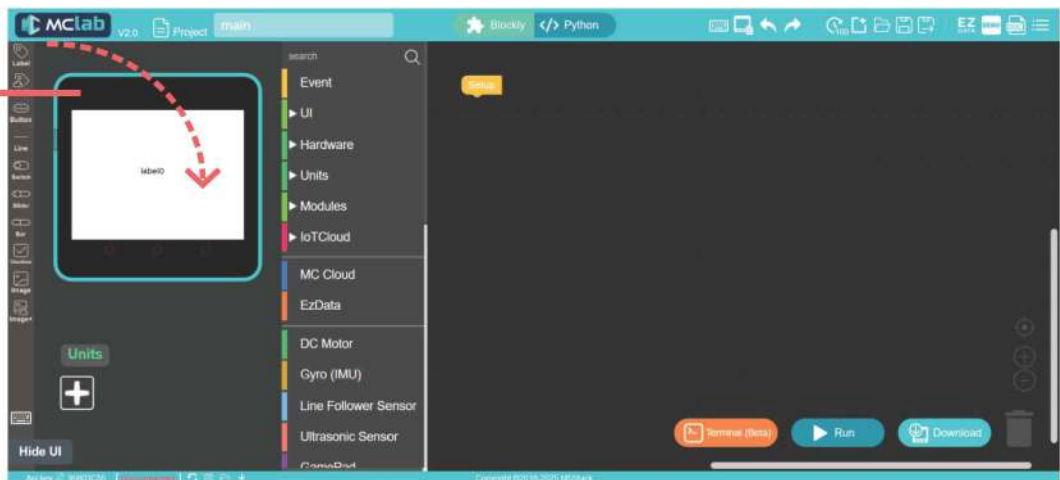 MClab V2.0 Project main Blockly </> Python
EZ DATA
Label
Button
Line
Switch
Slider
Bar
Image
Image+
label0
Units
Hide UI
search
Event
UI
Hardware
Units
Modules
IoTCloud
MC Cloud
EzData
DC Motor
Gyro (IMU)
Line Follower Sensor
Ultrasonic Sensor
GamePad
Setup
Terminal (Beta)
Run
Download